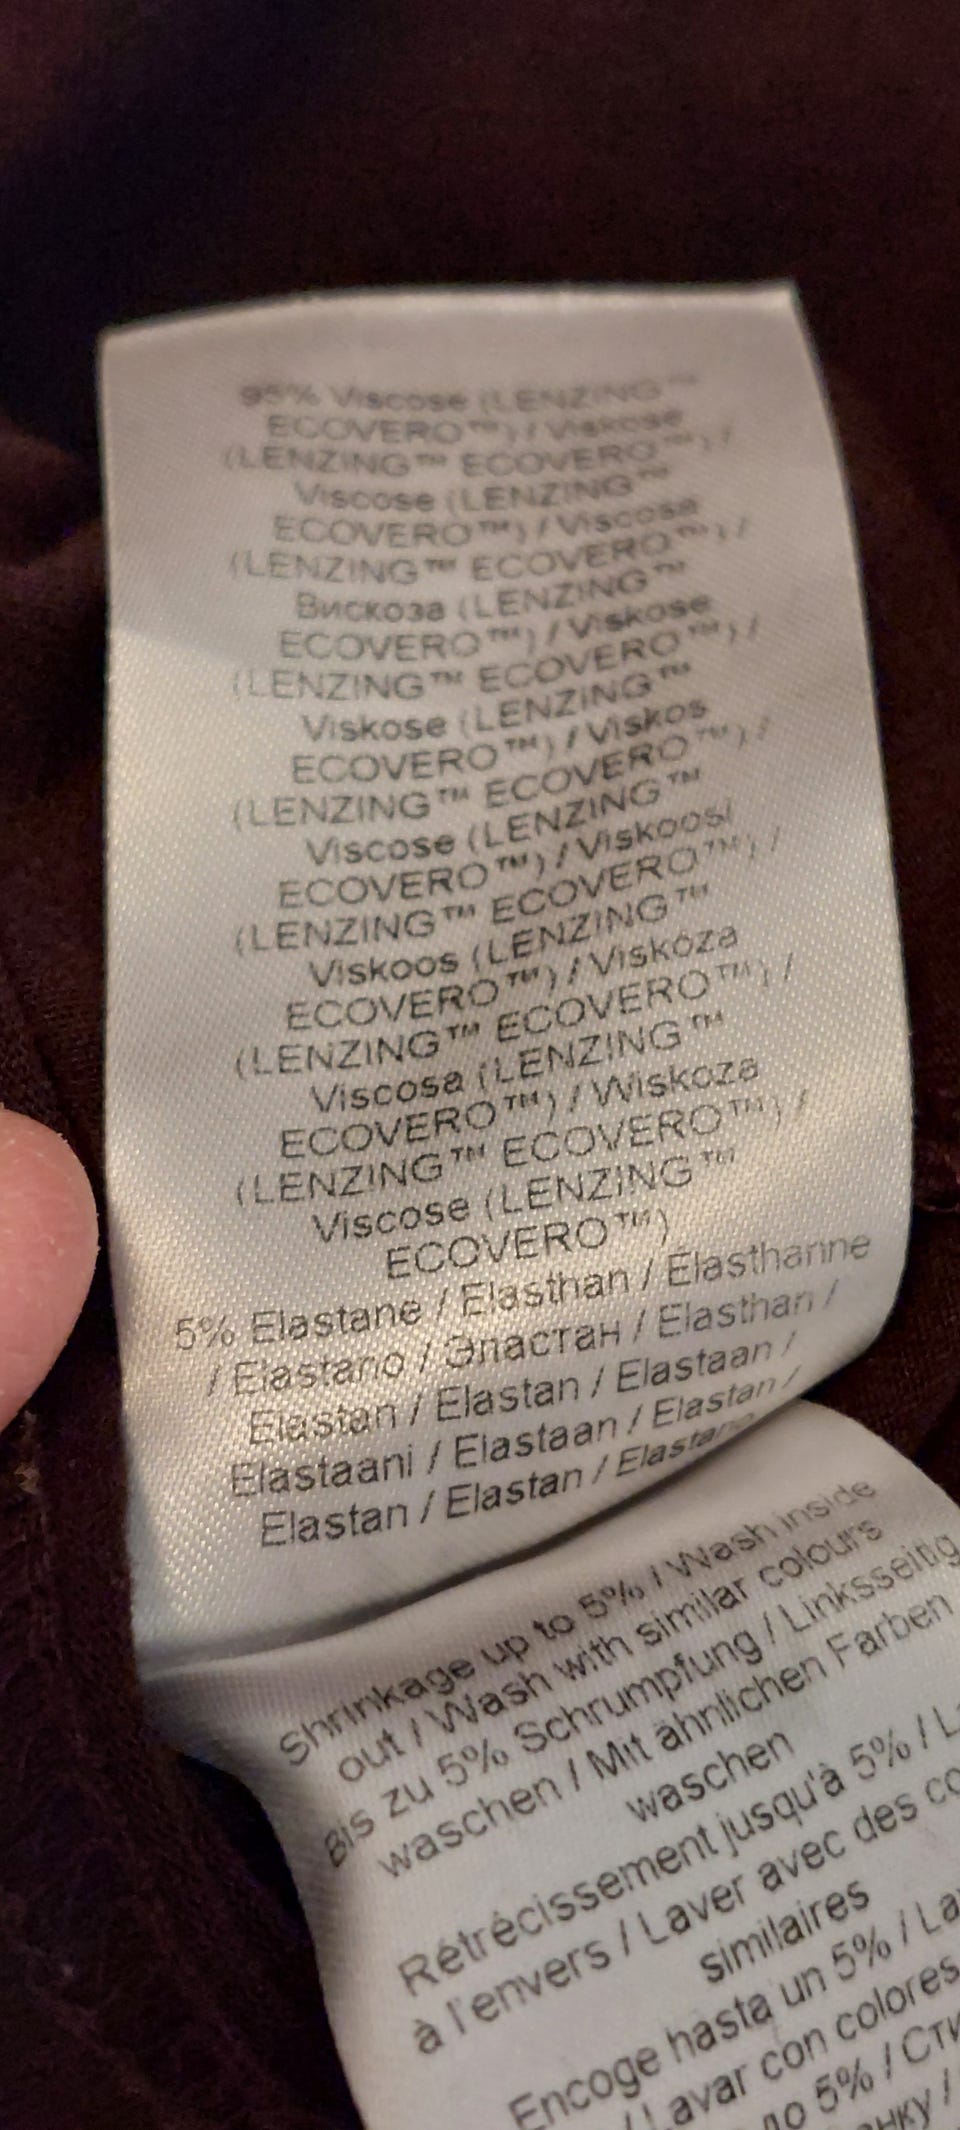 95% Viscose (LENZING™
ECOVERO™) / Viskose
(LENZING™ ECOVERO™) /
Viscose (LENZING™
ECOVERO™) / Viscosa
(LENZING™ ECOVERO™) /
Вискоза (LENZING™
ECOVERO™) / Viskose
(LENZING™ ECOVERO™) /
Viskose (LENZING™
ECOVERO™) / Viskos
(LENZING™ ECOVERO™) /
Viscose (LENZING™
ECOVERO™) / Viskoosi
(LENZING™ ECOVERO™) /
Viskoos (LENZING™
ECOVERO™) / Viskóza
(LENZING™ ECOVERO™) /
Viscosa (LENZING™
ECOVERO™) / Wiskoza
(LENZING™ ECOVERO™) /
Viscose (LENZING™
ECOVERO™)
5% Elastane / Elasthan / Élasthanne
/ Elastano / Эластан / Elasthan /
Elastan / Elastan / Elastaan /
Elastaani / Elastaan / Elastan /
Elastan / Elastan / Elastano
Shrinkage up to 5% / Wash inside
out / Wash with similar colours
Bis zu 5% Schrumpfung / Linksseitig
waschen / Mit ähnlichen Farben
waschen
Rétrécissement jusqu'à 5% /
à l'envers / Laver avec des
similaires
Encoge hasta un 5% /
/ Lavar con colores
до 5% /